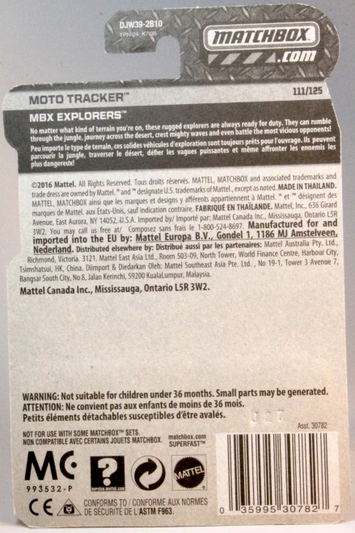 DJW39-2B10
MATCHBOX
.com
MOTO TRACKER™
111/125
MBX EXPLORERS™
No matter what kind of terrain you're on, these rugged explorers are always ready for duty. They can rumble
through the jungle, journey across the desert, crest mighty waves and even battle the most vicious opponents!
Peu importe le type de terrain, ces solides véhicules d'exploration sont toujours prêts pour l'ouvrage. Ils peuvent
parcourir la jungle, traverser le désert, défier les vagues puissantes et même affronter les ennemis les
plus dangereux!
©2016 Mattel. All Rights Reserved. Tous droits réservés. MATTEL, MATCHBOX and associated trademarks and
trade dress are owned by Mattel. ® and ™ designate U.S. trademarks of Mattel, except as noted. MADE IN THAILAND.
MATTEL, MATCHBOX ainsi que les marques et designs y afférents appartiennent à Mattel. ® et ™ désignent des
marques de Mattel aux États-Unis, sauf indication contraire. FABRIQUÉ EN THAÏLANDE. Mattel, Inc., 636 Girard
Avenue, East Aurora, NY 14052, U.S.A. Imported by/ Importé par: Mattel Canada Inc., Mississauga, Ontario L5R
3W2. You may call us free at/ Composez sans frais le 1-800-524-8697. Manufactured for and
imported into the EU by: Mattel Europa B.V., Gondel 1, 1186 MJ Amstelveen,
Nederland. Distributed elsewhere by: Distribué aussi par les partenaires: Mattel Australia Pty. Ltd.,
Richmond, Victoria. 3121. Mattel East Asia Ltd., Room 503-09, North Tower, World Finance Centre, Harbour City,
Tsimshatsui, HK, China. Diimport & Diedarkan Oleh: Mattel Southeast Asia Pte. Ltd., No 19-1, Tower 3 Avenue 7,
Bangsar South City, No.8, Jalan Kerinchi, 59200 KualaLumpur, Malaysia.
Mattel Canada Inc., Mississauga, Ontario L5R 3W2.
WARNING: Not suitable for children under 36 months. Small parts may be generated.
ATTENTION: Ne convient pas aux enfants de moins de 36 mois.
Petits éléments détachables susceptibles d'être avalés.
Asst. 30782
NOT FOR USE WITH SOME MATCHBOX™ SETS.
NON COMPATIBLE AVEC CERTAINS JOUETS MATCHBOX.
matchbox.com
SUPERFAST™
MC
993532-P
?
MATTEL
CE
CONFORMS TO / CONFORME AUX NORMES
DE SÉCURITÉ DE L'ASTM F963.
0 35995 30782 7